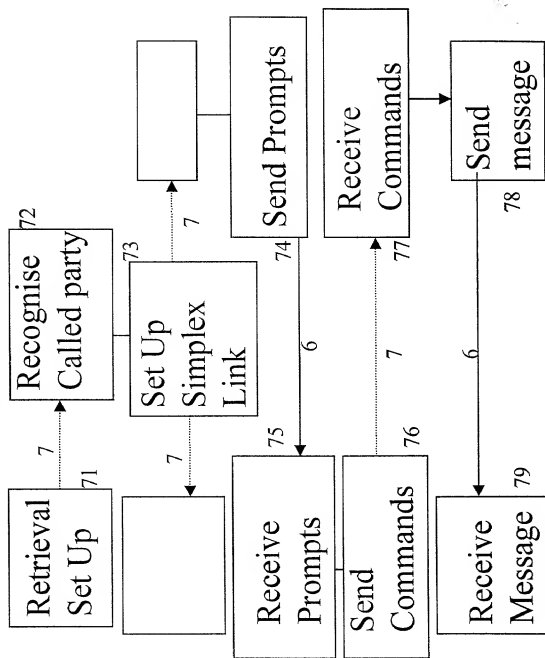 Retrieval
Set Up
71
7
Recognise
Called party
72
73
Set Up
Simplex
Link
7
7
Send Prompts
74
6
75
Receive
Prompts
Send
Commands
76
7
77
Receive
Commands
Send
message
78
6
79
Receive
Message